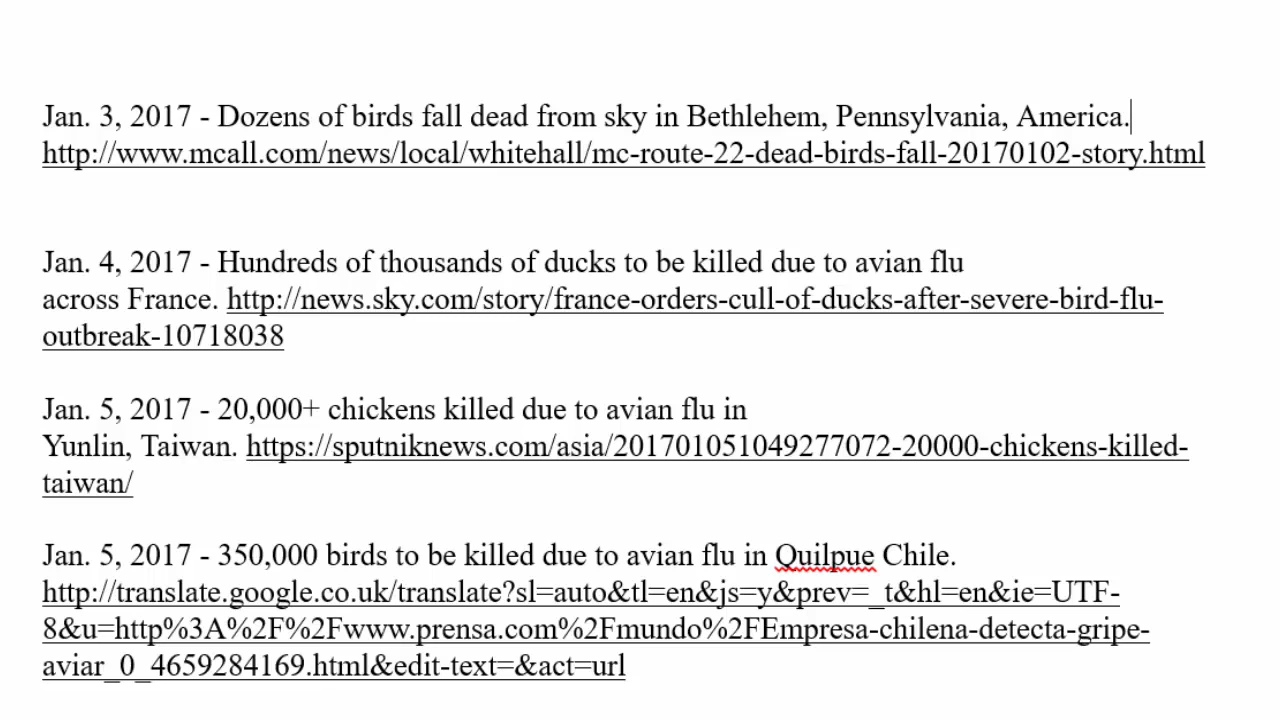 Jan. 3, 2017 - Dozens of birds fall dead from sky in Bethlehem, Pennsylvania, America.
http://www.mcall.com/news/local/whitehall/mc-route-22-dead-birds-fall-20170102-story.html
Jan. 4, 2017 - Hundreds of thousands of ducks to be killed due to avian flu
across France. http://news.sky.com/story/france-orders-cull-of-ducks-after-severe-bird-flu-
outbreak-10718038
Jan. 5, 2017 - 20,000+ chickens killed due to avian flu in
Yunlin, Taiwan. https://sputniknews.com/asia/201701051049277072-20000-chickens-killed-
taiwan/
Jan. 5, 2017 - 350,000 birds to be killed due to avian flu in Quilpue Chile.
http://translate.google.co.uk/translate?sl=auto&tl=en&js=y&prev=_t&hl=en&ie=UTF-
8&u=http%3A%2F%2Fwww.prensa.com%2Fmundo%2FEmpresa-chilena-detecta-gripe-
aviar_0_4659284169.html&edit-text=&act=url